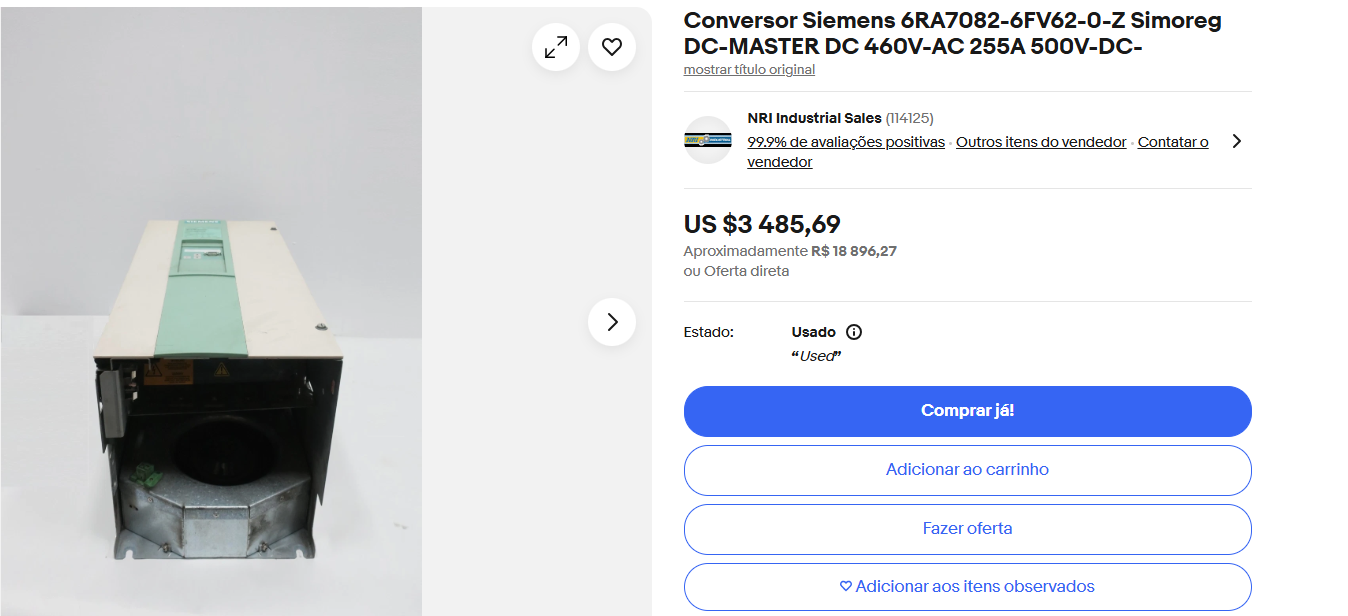 Conversor Siemens 6RA7082-6FV62-0-Z Simoreg
DC-MASTER DC 460V-AC 255A 500V-DC-
mostrar título original
NRI Industrial Sales (114125)
99.9% de avaliações positivas · Outros itens do vendedor · Contatar o
vendedor
US $3 485,69
Aproximadamente R$ 18 896,27
ou Oferta direta
Estado:
Usado
“Used”
Comprar já!
Adicionar ao carrinho
Fazer oferta
Adicionar aos itens observados